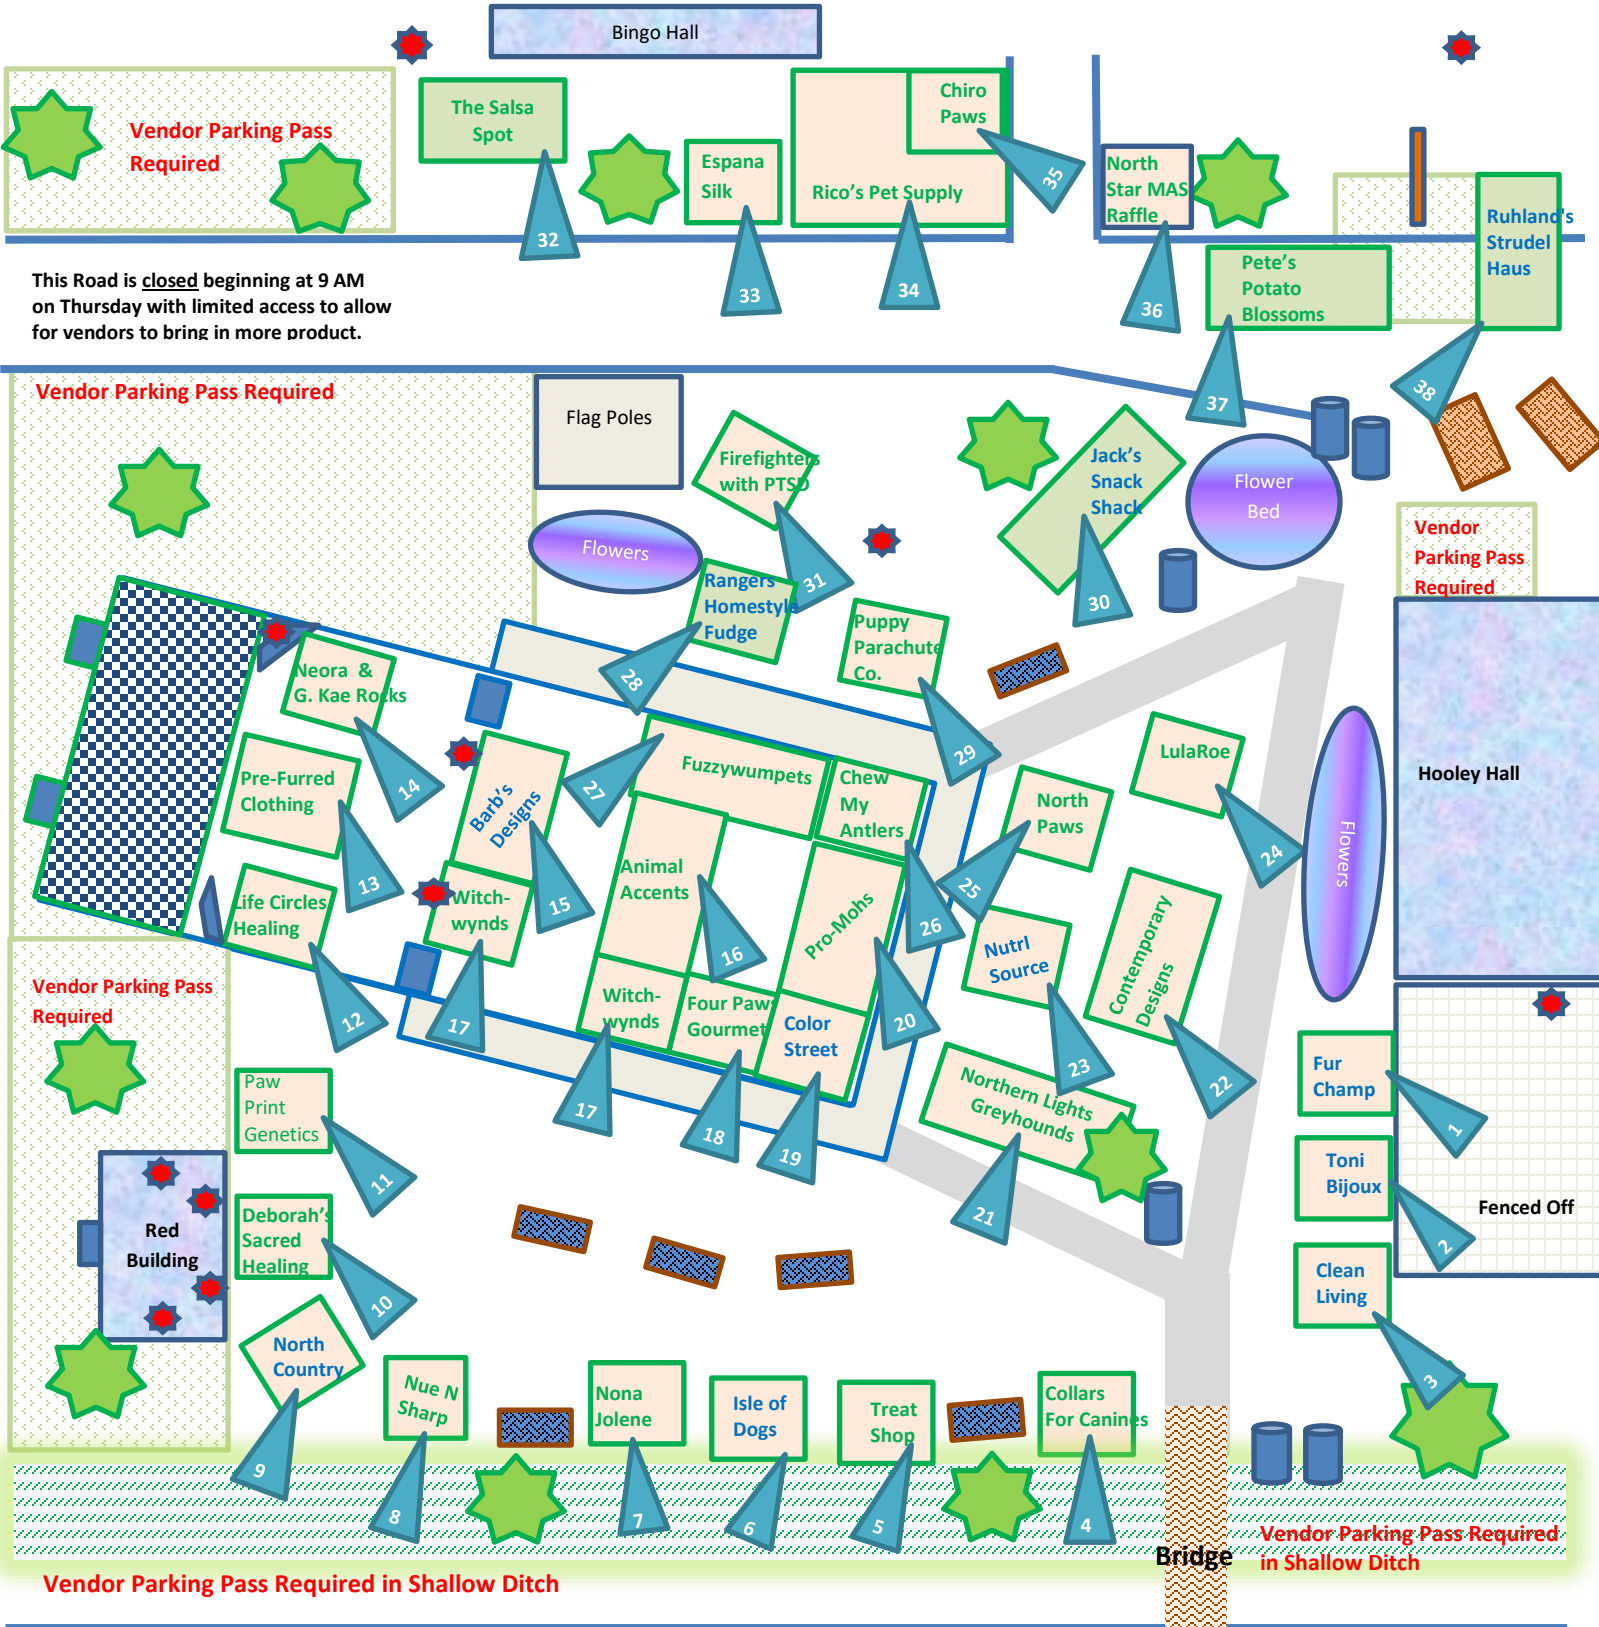 Bingo Hall
Vendor Parking Pass
Required
The Salsa
Spot
32
Espana
Silk
33
Chiro
Paws
Rico's Pet Supply
34
35
North
Star MAS
Raffle
36
Ruhland's
Strudel
Haus
Pete's
Potato
Blossoms
37
38
This Road is closed beginning at 9 AM
on Thursday with limited access to allow
for vendors to bring in more product.
Vendor Parking Pass Required
Flag Poles
Firefighters
with PTSD
31
Jack's
Snack
Shack
30
Flower
Bed
Vendor
Parking Pass
Required
Flowers
Rangers
Homestyle
Fudge
28
Puppy
Parachute
Co.
29
Neora &
G. Kae Rocks
14
Pre-Furred
Clothing
13
Life Circles
Healing
12
Barb's
Designs
15
Witch-
wynds
17
27
Fuzzywumpets
Chew
My
Antlers
26
Animal
Accents
16
Pro-Mohs
20
Witch-
wynds
17
Four Paws
Gourmet
18
Color
Street
19
North
Paws
25
LulaRoe
24
Nutrl
Source
23
Contemporary
Designs
22
Northern Lights
Greyhounds
21
Flowers
Hooley Hall
Fenced Off
Fur
Champ
1
Toni
Bijoux
2
Clean
Living
3
Vendor Parking Pass
Required
Paw
Print
Genetics
11
Red
Building
Deborah's
Sacred
Healing
10
North
Country
9
Nue N
Sharp
8
Nona
Jolene
7
Isle of
Dogs
6
Treat
Shop
5
Collars
For Canines
4
Bridge
Vendor Parking Pass Required
in Shallow Ditch
Vendor Parking Pass Required in Shallow Ditch